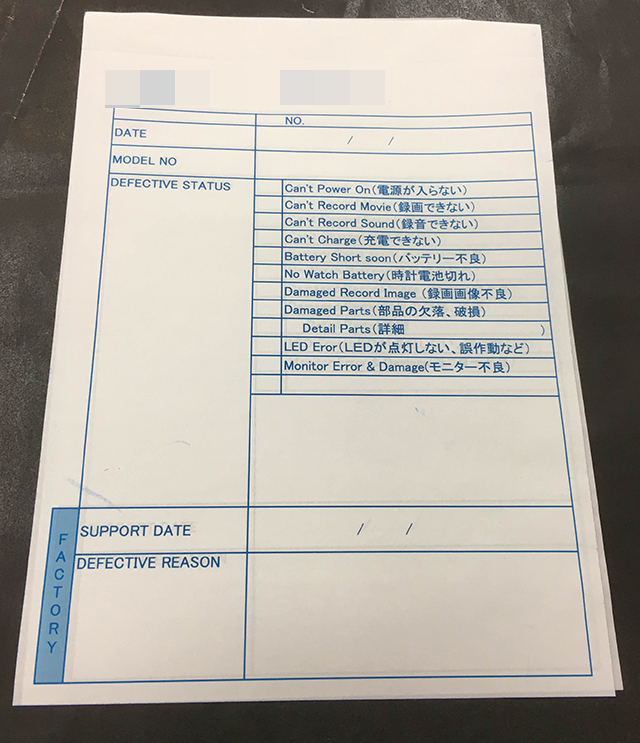 NO.
DATE / /
MODEL NO
DEFECTIVE STATUS
Can't Power On(電源が入らない)
Can't Record Movie(録画できない)
Can't Record Sound(録音できない)
Can't Charge(充電できない)
Battery Short soon(バッテリー不良)
No Watch Battery(時計電池切れ)
Damaged Record Image (録画画像不良)
Damaged Parts(部品の欠落、破損)
Detail Parts(詳細 )
LED Eror(LEDが点灯しない、誤作動など)
Monitor Error & Damage(モニター不良)
FACTORY
SUPPORT DATE / /
DEFECTIVE REASON